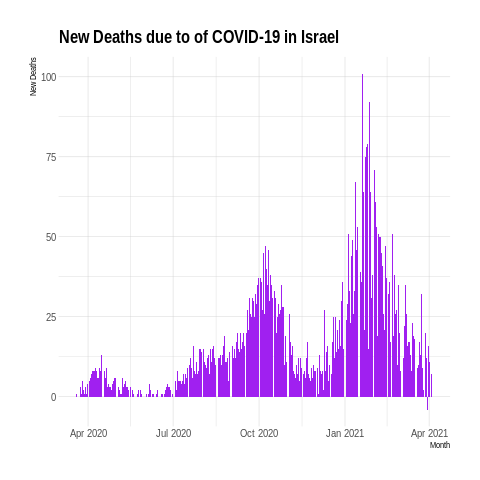 New Deaths due to of COVID-19 in Israel
New Deaths
100
75
50
25
0
Apr 2020 Jul 2020 Oct 2020 Jan 2021 Apr 2021
Month